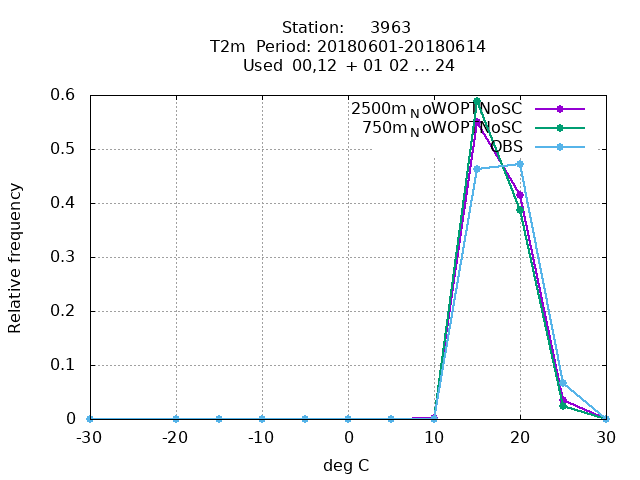 Station:     3963
T2m  Period: 20180601-20180614
Used  00,12  + 01 02 ... 24
2500m_NoWOPTNoSC
750m_NoWOPTNoSC
OBS
0.6
0.5
0.4
0.3
0.2
0.1
0
Relative frequency
-30 -20 -10 0 10 20 30
deg C